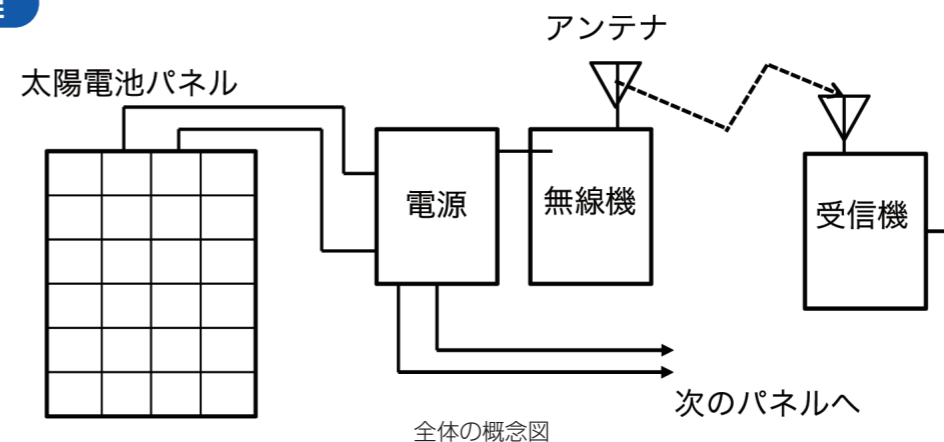 アンテナ
太陽電池パネル
電源
無線機
受信機
次のパネルへ
全体の概念図